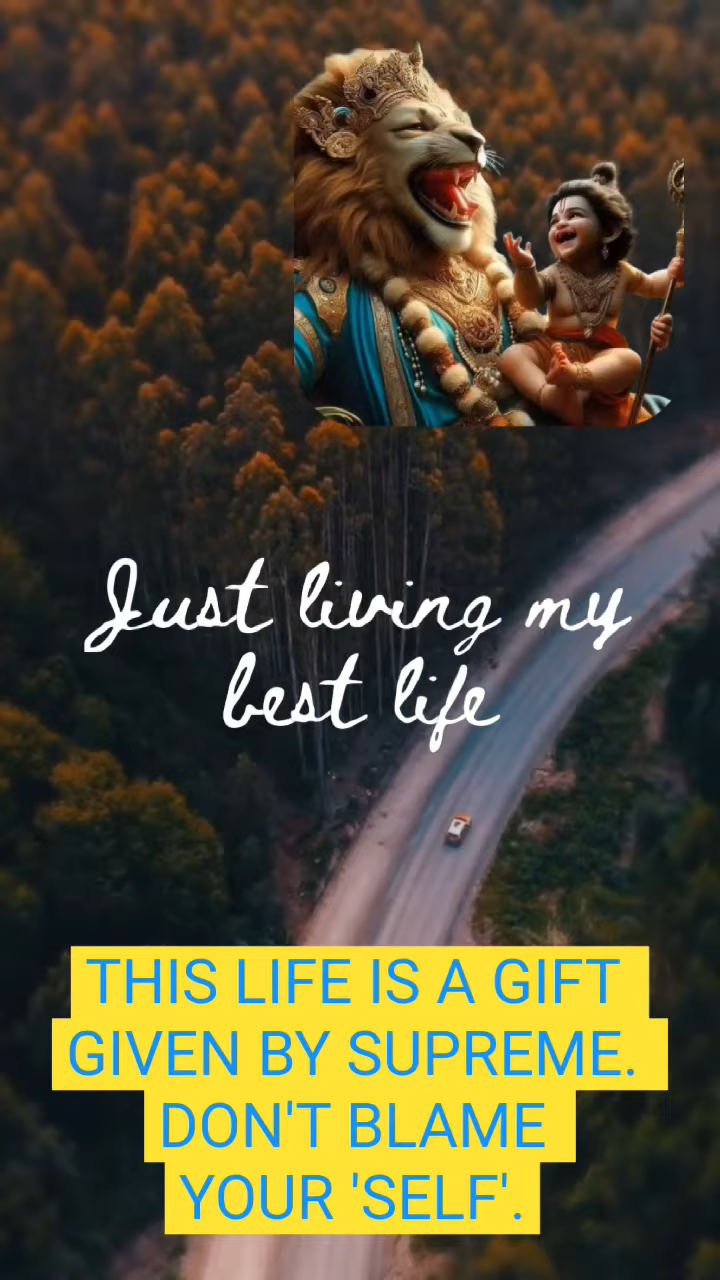 Just living my
best life
THIS LIFE IS A GIFT
GIVEN BY SUPREME.
DON'T BLAME
YOUR 'SELF'.